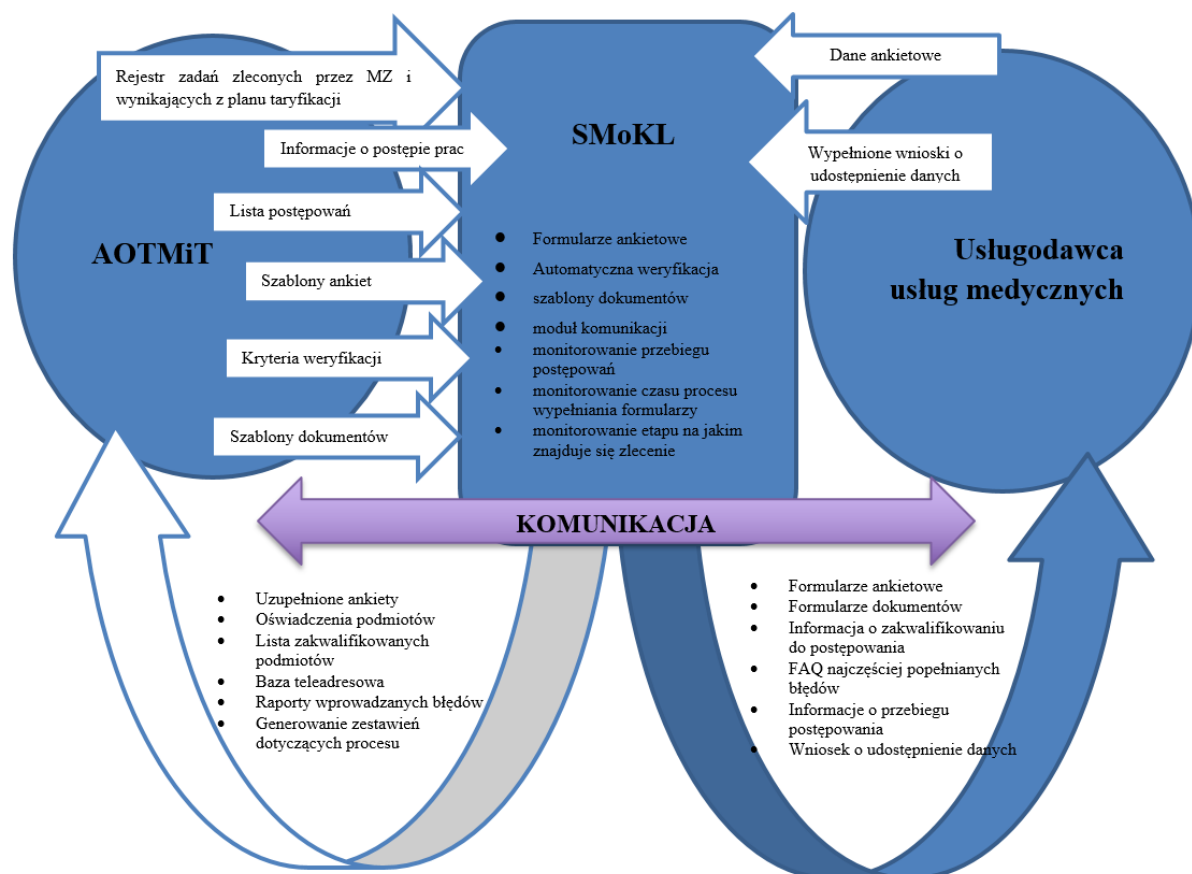 Rejestr zadań zleconych przez MZ i
wynikających z planu taryfikacji
Informacje o postępie prac
Lista postępowań
AOTMiT
Szablony ankiet
Kryteria weryfikacji
Szablony dokumentów
SMoKL
• Formularze ankietowe
• Automatyczna weryfikacja
• szablony dokumentów
• moduł komunikacji
• monitorowanie przebiegu
postępowań
• monitorowanie czasu procesu
wypełniania formularzy
• monitorowanie etapu na jakim
znajduje się zlecenie
Dane ankietowe
Wypełnione wnioski o
udostępnienie danych
Usługodawca
usług medycznych
KOMUNIKACJA
• Uzupełnione ankiety
• Oświadczenia podmiotów
• Lista zakwalifikowanych
podmiotów
• Baza teleadresowa
• Raporty wprowadzanych błędów
• Generowanie zestawień
dotyczących procesu
• Formularze ankietowe
• Formularze dokumentów
• Informacja o zakwalifikowaniu
do postępowania
• FAQ najczęściej popełnianych
błędów
• Informacje o przebiegu
postępowania
• Wniosek o udostępnienie danych